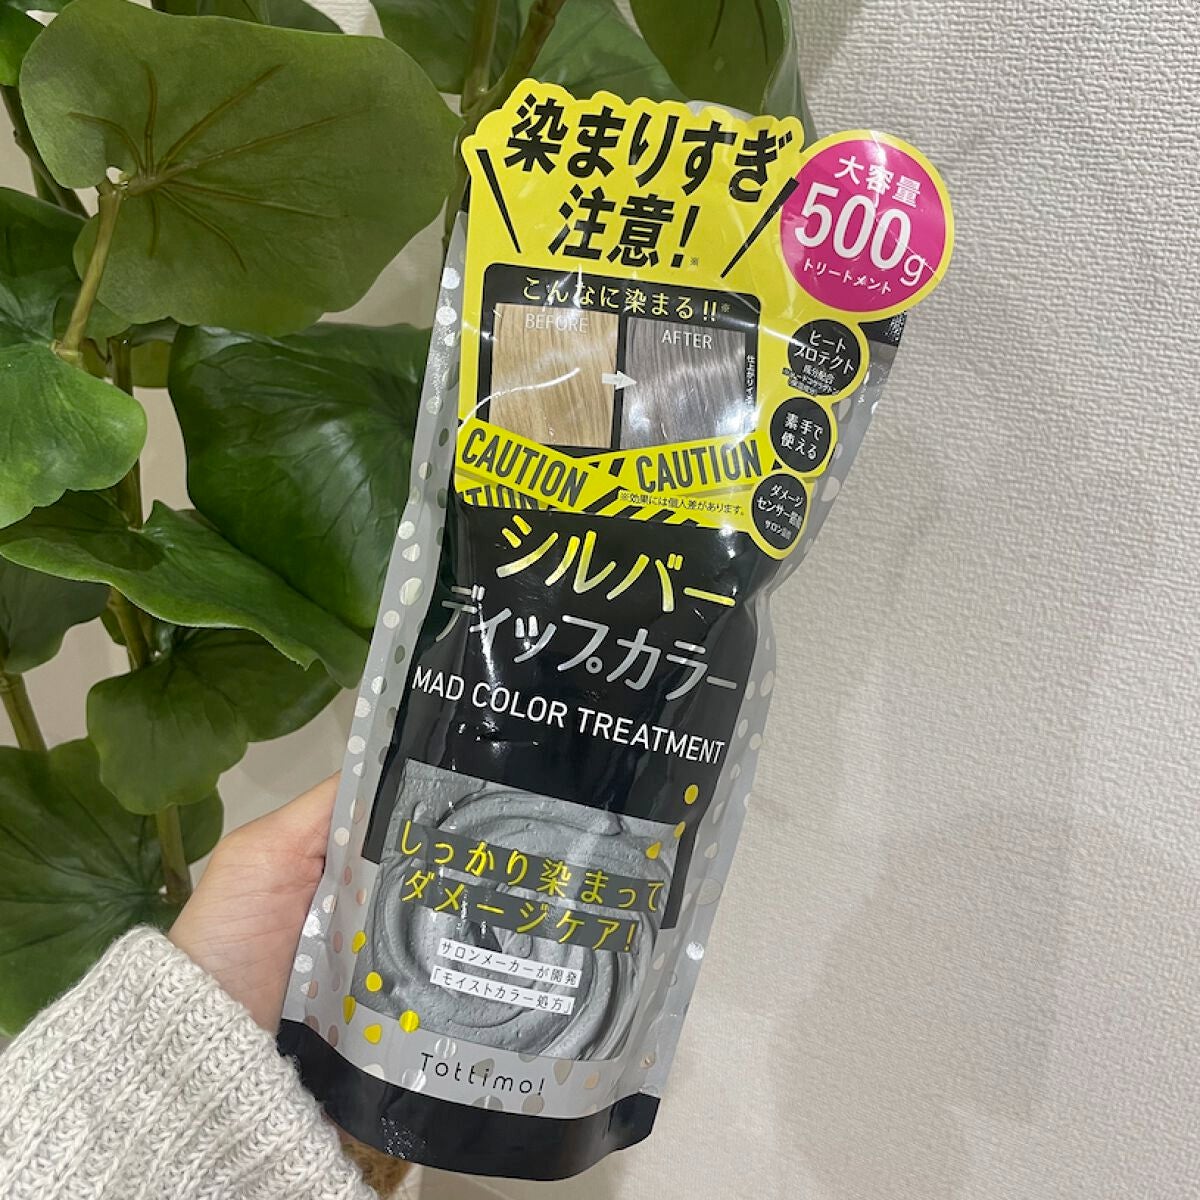 染まりすぎ
注意!※
大容量
500g
トリートメント
こんなに染まる!!※
BEFORE
AFTER
ヒート
プロテクト
成分配合
素手で
使える
ダメージ
センサー
CAUTION
CAUTION
※効果には個人差があります。
シルバー
ディップカラー
MAD COLOR TREATMENT
しっかり染まって
ダメージケア!
サロンメーカーが開発
「モイストカラー処方」
Tottimo!